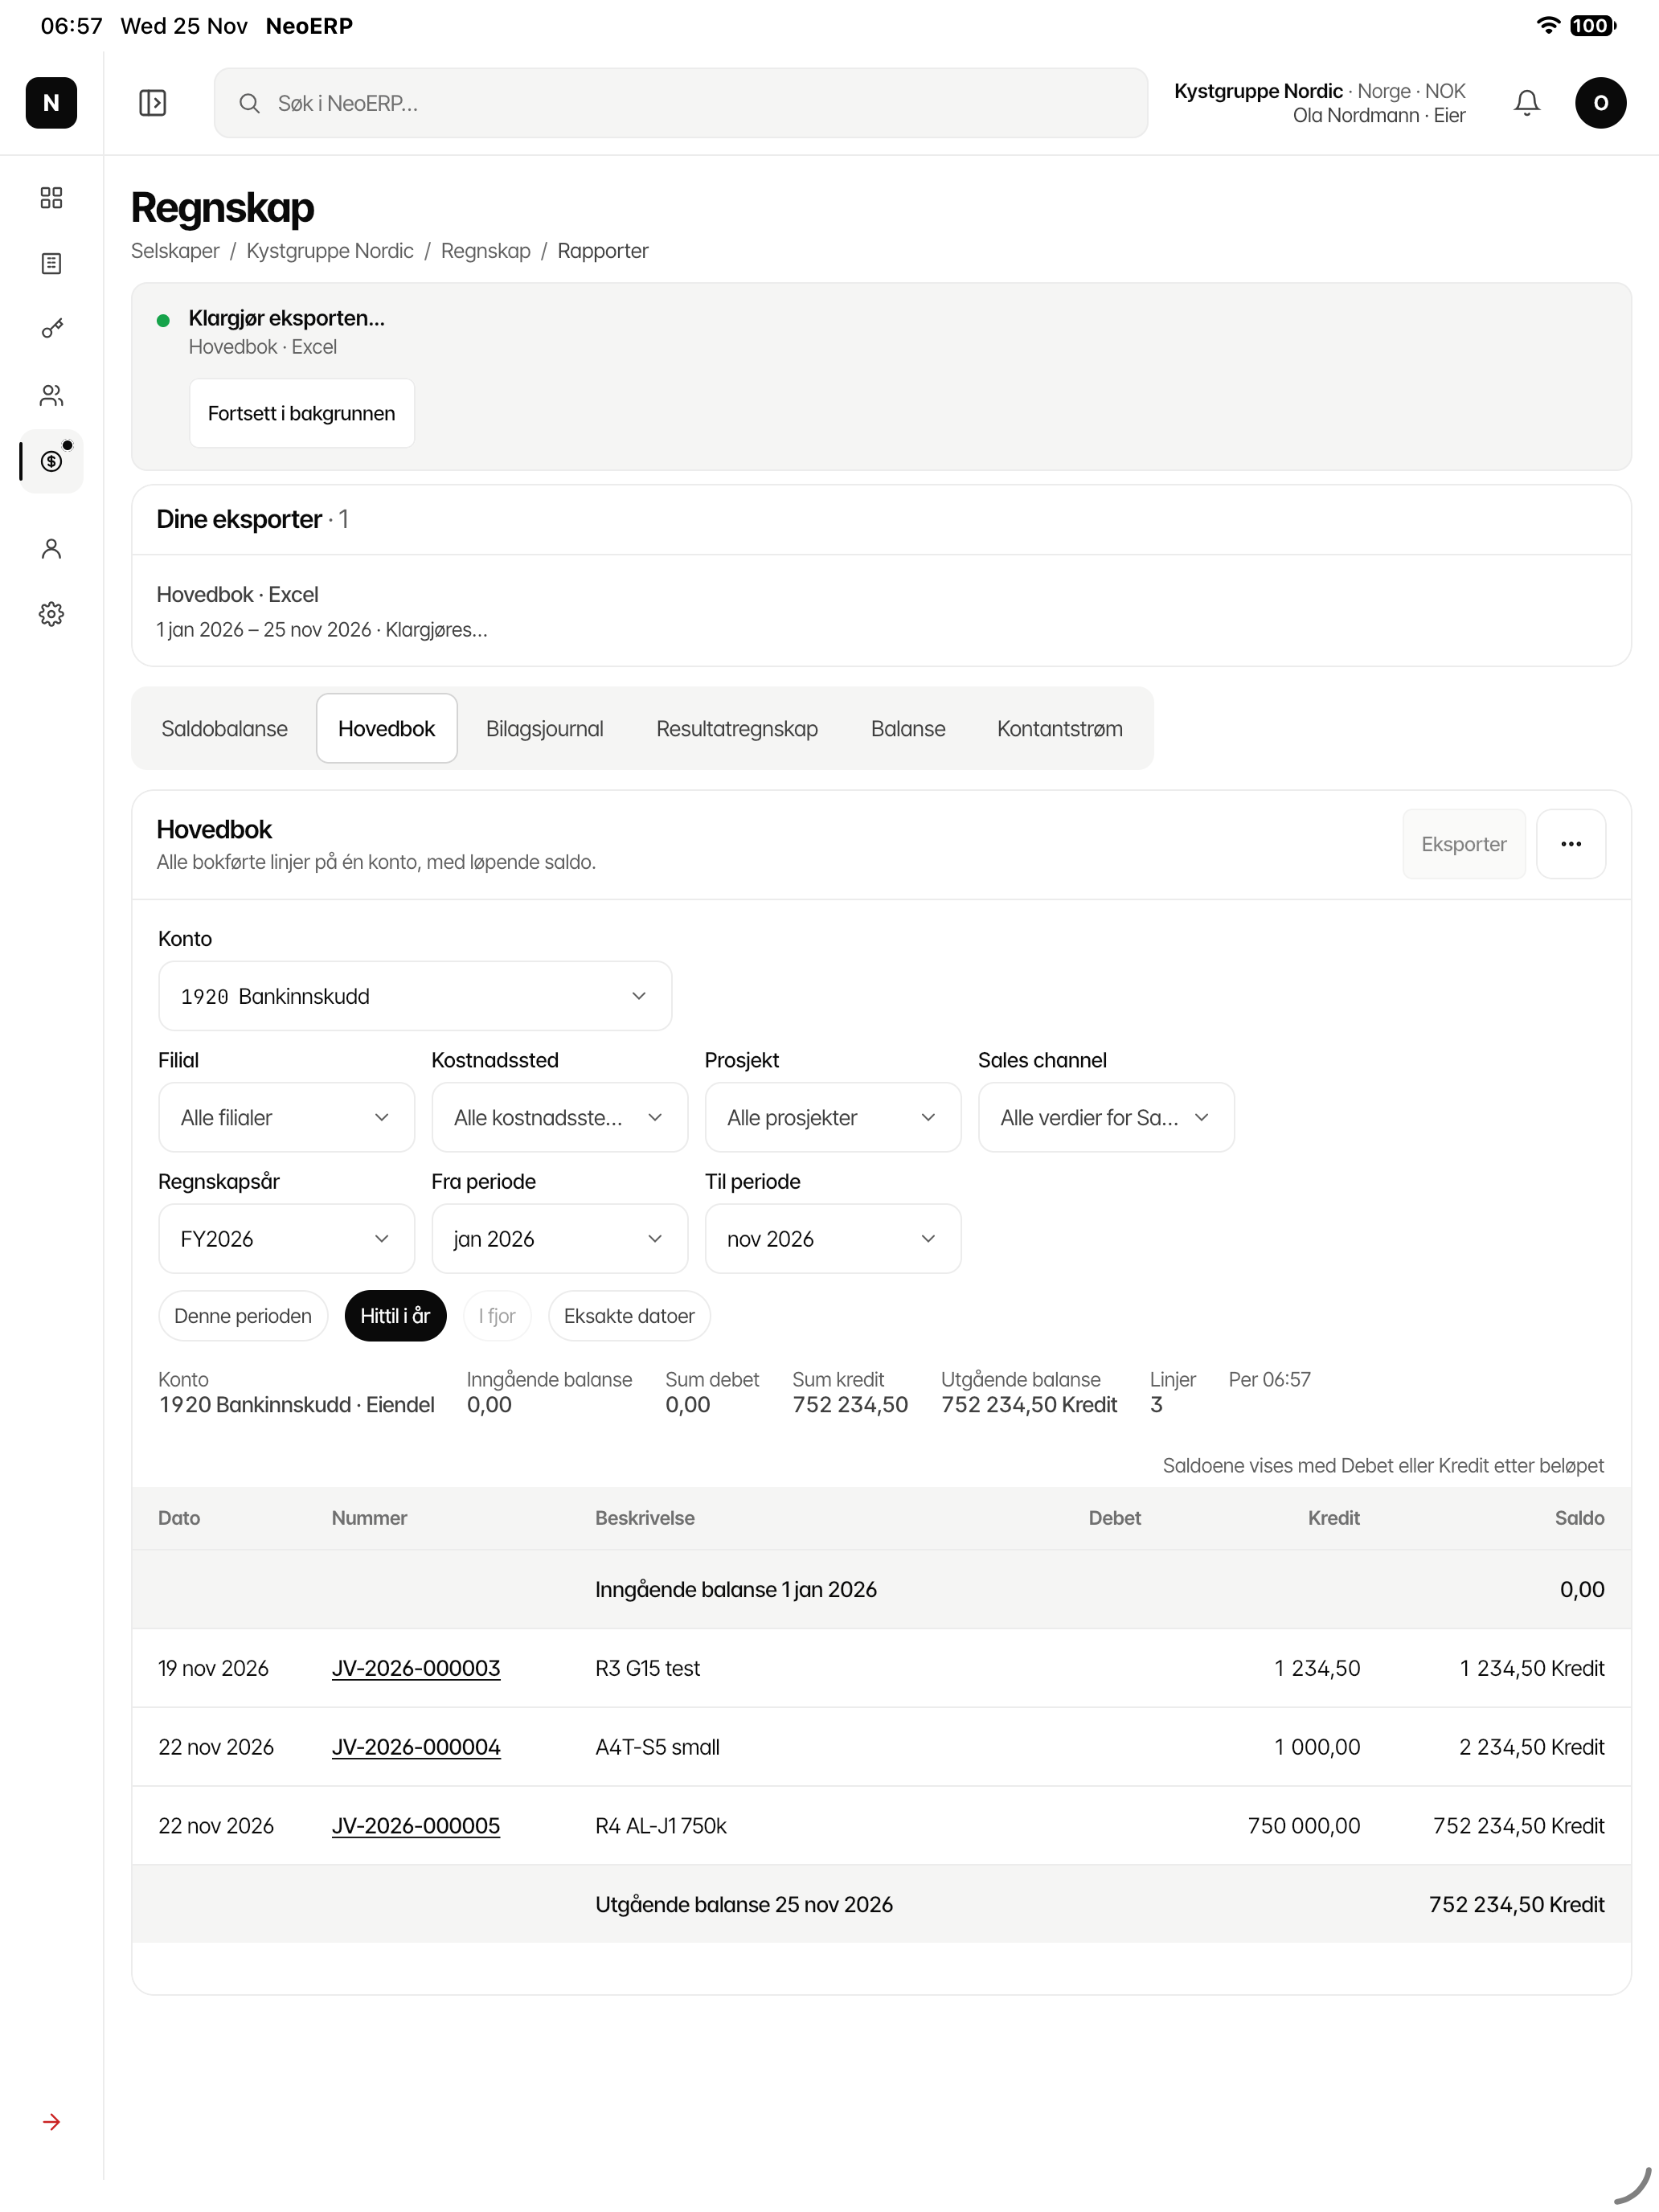 06:57 Wed 25 Nov NeoERP
100
N
Søk i NeoERP...
Kystgruppe Nordic · Norge · NOK
Ola Nordmann · Eier
O
Regnskap
Selskaper / Kystgruppe Nordic / Regnskap / Rapporter
Klargjør eksporten...
Hovedbok · Excel
Fortsett i bakgrunnen
Dine eksporter · 1
Hovedbok · Excel
1 jan 2026 – 25 nov 2026 · Klargjøres...
Saldobalanse Hovedbok Bilagsjournal Resultatregnskap Balanse Kontantstrøm
Hovedbok
Alle bokførte linjer på én konto, med løpende saldo.
Eksporter
Konto
1920 Bankinnskudd
Filial Kostnadssted Prosjekt Sales channel
Alle filialer Alle kostnadsste... Alle prosjekter Alle verdier for Sa...
Regnskapsår Fra periode Til periode
FY2026 jan 2026 nov 2026
Denne perioden Hittil i år I fjor Eksakte datoer
Konto Inngående balanse Sum debet Sum kredit Utgående balanse Linjer Per 06:57
1920 Bankinnskudd · Eiendel 0,00 0,00 752 234,50 752 234,50 Kredit 3
Saldoene vises med Debet eller Kredit etter beløpet
Dato Nummer Beskrivelse Debet Kredit Saldo
Inngående balanse 1 jan 2026 0,00
19 nov 2026 JV-2026-000003 R3 G15 test 1 234,50 1 234,50 Kredit
22 nov 2026 JV-2026-000004 A4T-S5 small 1 000,00 2 234,50 Kredit
22 nov 2026 JV-2026-000005 R4 AL-J1 750k 750 000,00 752 234,50 Kredit
Utgående balanse 25 nov 2026 752 234,50 Kredit